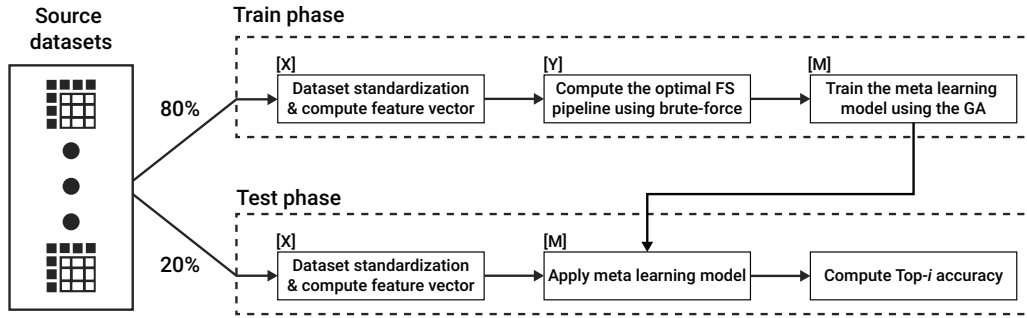 Source
datasets
Train phase
80%
[X]
Dataset standardization
& compute feature vector
[Y]
Compute the optimal FS
pipeline using brute-force
[M]
Train the meta learning
model using the GA
Test phase
20%
[X]
Dataset standardization
& compute feature vector
[M]
Apply meta learning model
Compute Top-i accuracy